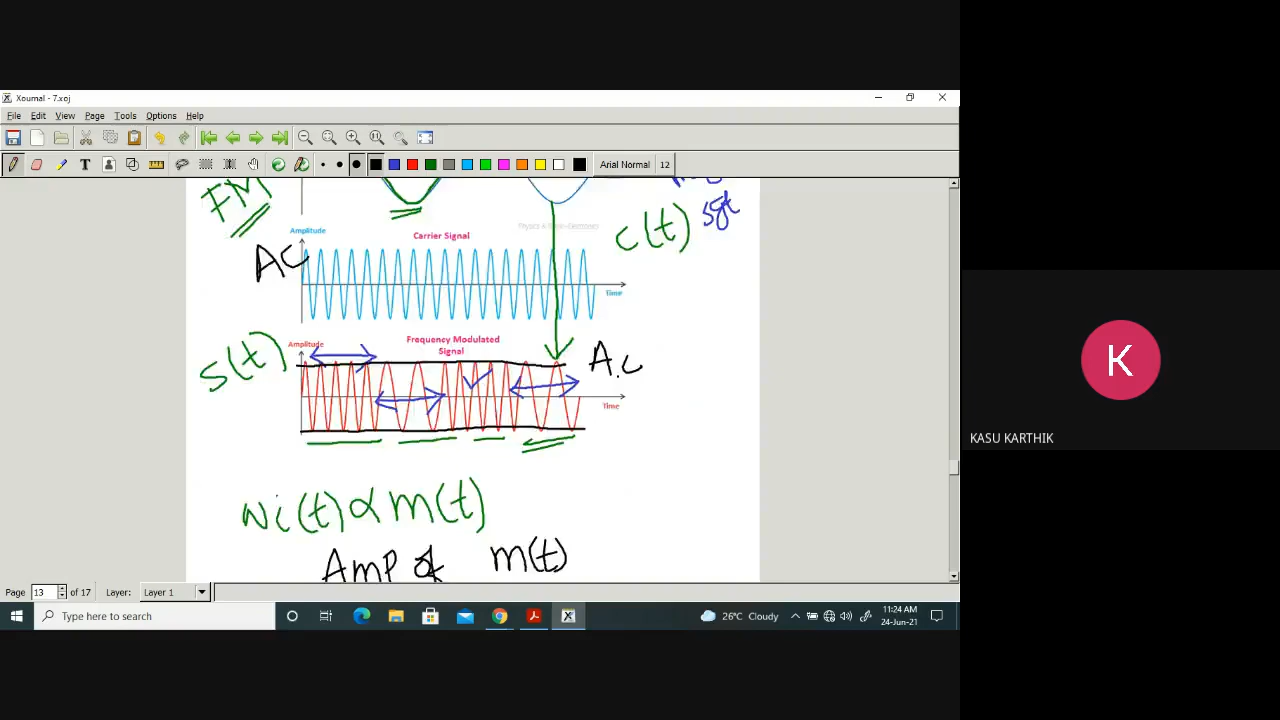 Xournal - 7.xoj
File Edit View Page Tools Options Help
Arial Normal 12
FM
Amplitude
Carrier Signal
c(t)
sgt
AC
Time
s(t)
Amplitude
Frequency Modulated
Signal
A.C
Time
Wi(t) ∝ m(t)
Amp of m(t)
KASU KARTHIK
K
Page 13 of 17 Layer: Layer 1
Type here to search
26°C Cloudy
11:24 AM
24-Jun-21